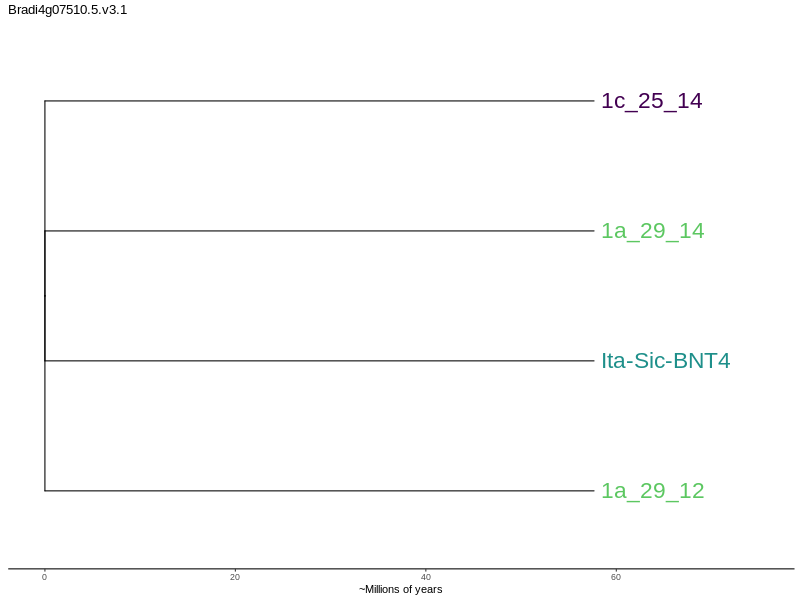 Bradi4g07510.5.v3.1
1c_25_14
1a_29_14
Ita-Sic-BNT4
1a_29_12
0 20 40 60
~Millions of years